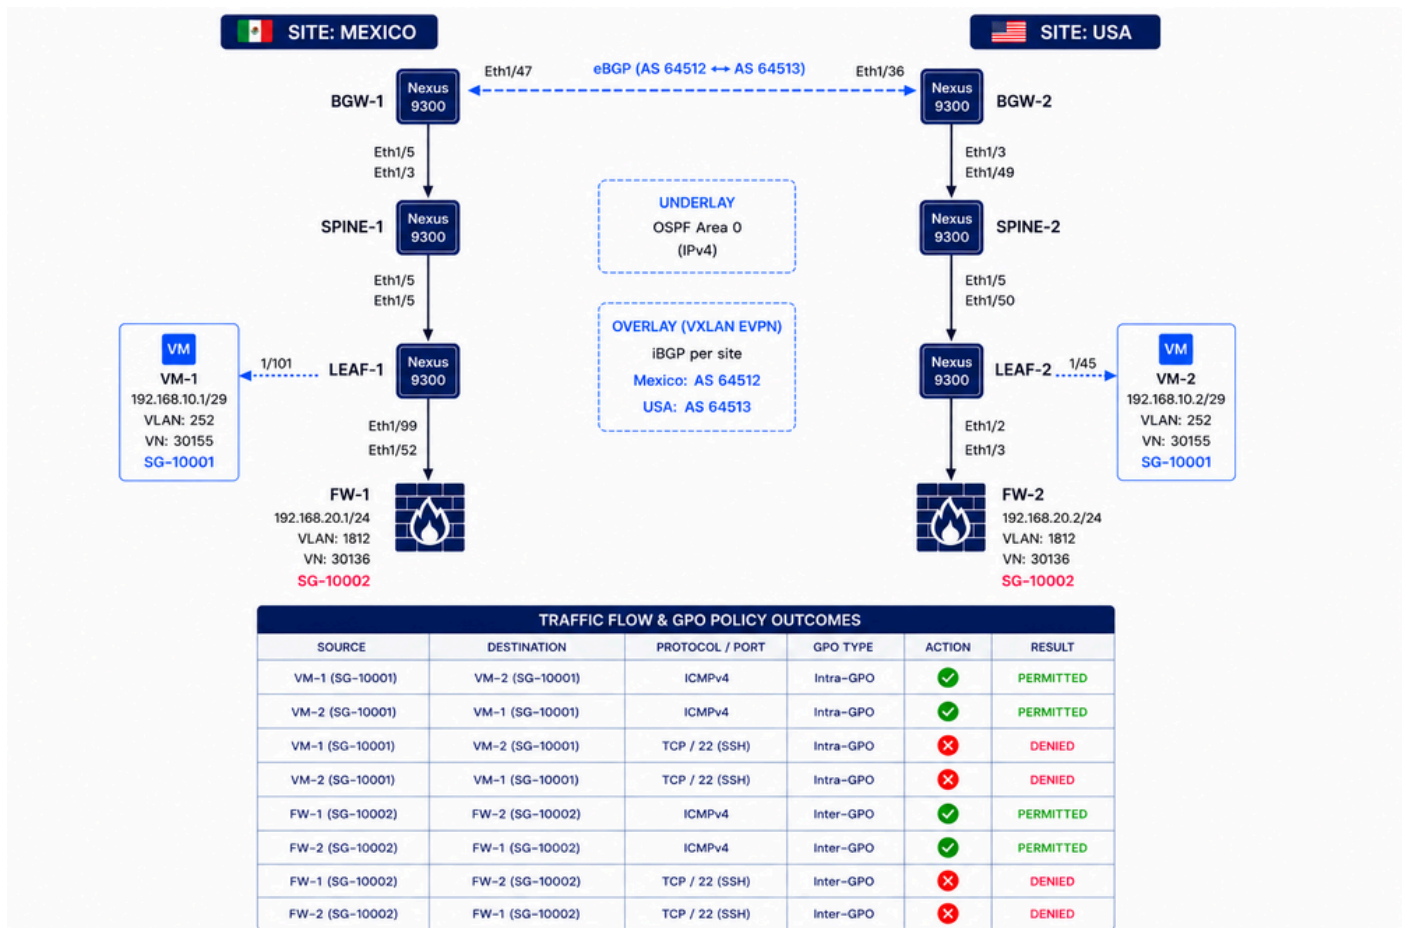 SITE: MEXICO
SITE: USA
BGW-1
Nexus
9300
Eth1/47
eBGP (AS 64512 ↔ AS 64513)
Eth1/36
Nexus
9300
BGW-2
Eth1/5
Eth1/3
Eth1/3
Eth1/49
SPINE-1
Nexus
9300
UNDERLAY
OSPF Area 0
(IPv4)
Nexus
9300
SPINE-2
Eth1/5
Eth1/5
Eth1/5
Eth1/50
OVERLAY (VXLAN EVPN)
iBGP per site
Mexico: AS 64512
USA: AS 64513
VM
VM-1
192.168.10.1/29
VLAN: 252
VN: 30155
SG-10001
1/101
LEAF-1
Nexus
9300
Nexus
9300
LEAF-2
1/45
VM
VM-2
192.168.10.2/29
VLAN: 252
VN: 30155
SG-10001
Eth1/99
Eth1/52
Eth1/2
Eth1/3
FW-1
192.168.20.1/24
VLAN: 1812
VN: 30136
SG-10002
FW-2
192.168.20.2/24
VLAN: 1812
VN: 30136
SG-10002
TRAFFIC FLOW & GPO POLICY OUTCOMES
SOURCE DESTINATION PROTOCOL / PORT GPO TYPE ACTION RESULT
VM-1 (SG-10001) VM-2 (SG-10001) ICMPv4 Intra-GPO PERMITTED
VM-2 (SG-10001) VM-1 (SG-10001) ICMPv4 Intra-GPO PERMITTED
VM-1 (SG-10001) VM-2 (SG-10001) TCP / 22 (SSH) Intra-GPO DENIED
VM-2 (SG-10001) VM-1 (SG-10001) TCP / 22 (SSH) Intra-GPO DENIED
FW-1 (SG-10002) FW-2 (SG-10002) ICMPv4 Inter-GPO PERMITTED
FW-2 (SG-10002) FW-1 (SG-10002) ICMPv4 Inter-GPO PERMITTED
FW-1 (SG-10002) FW-2 (SG-10002) TCP / 22 (SSH) Inter-GPO DENIED
FW-2 (SG-10002) FW-1 (SG-10002) TCP / 22 (SSH) Inter-GPO DENIED